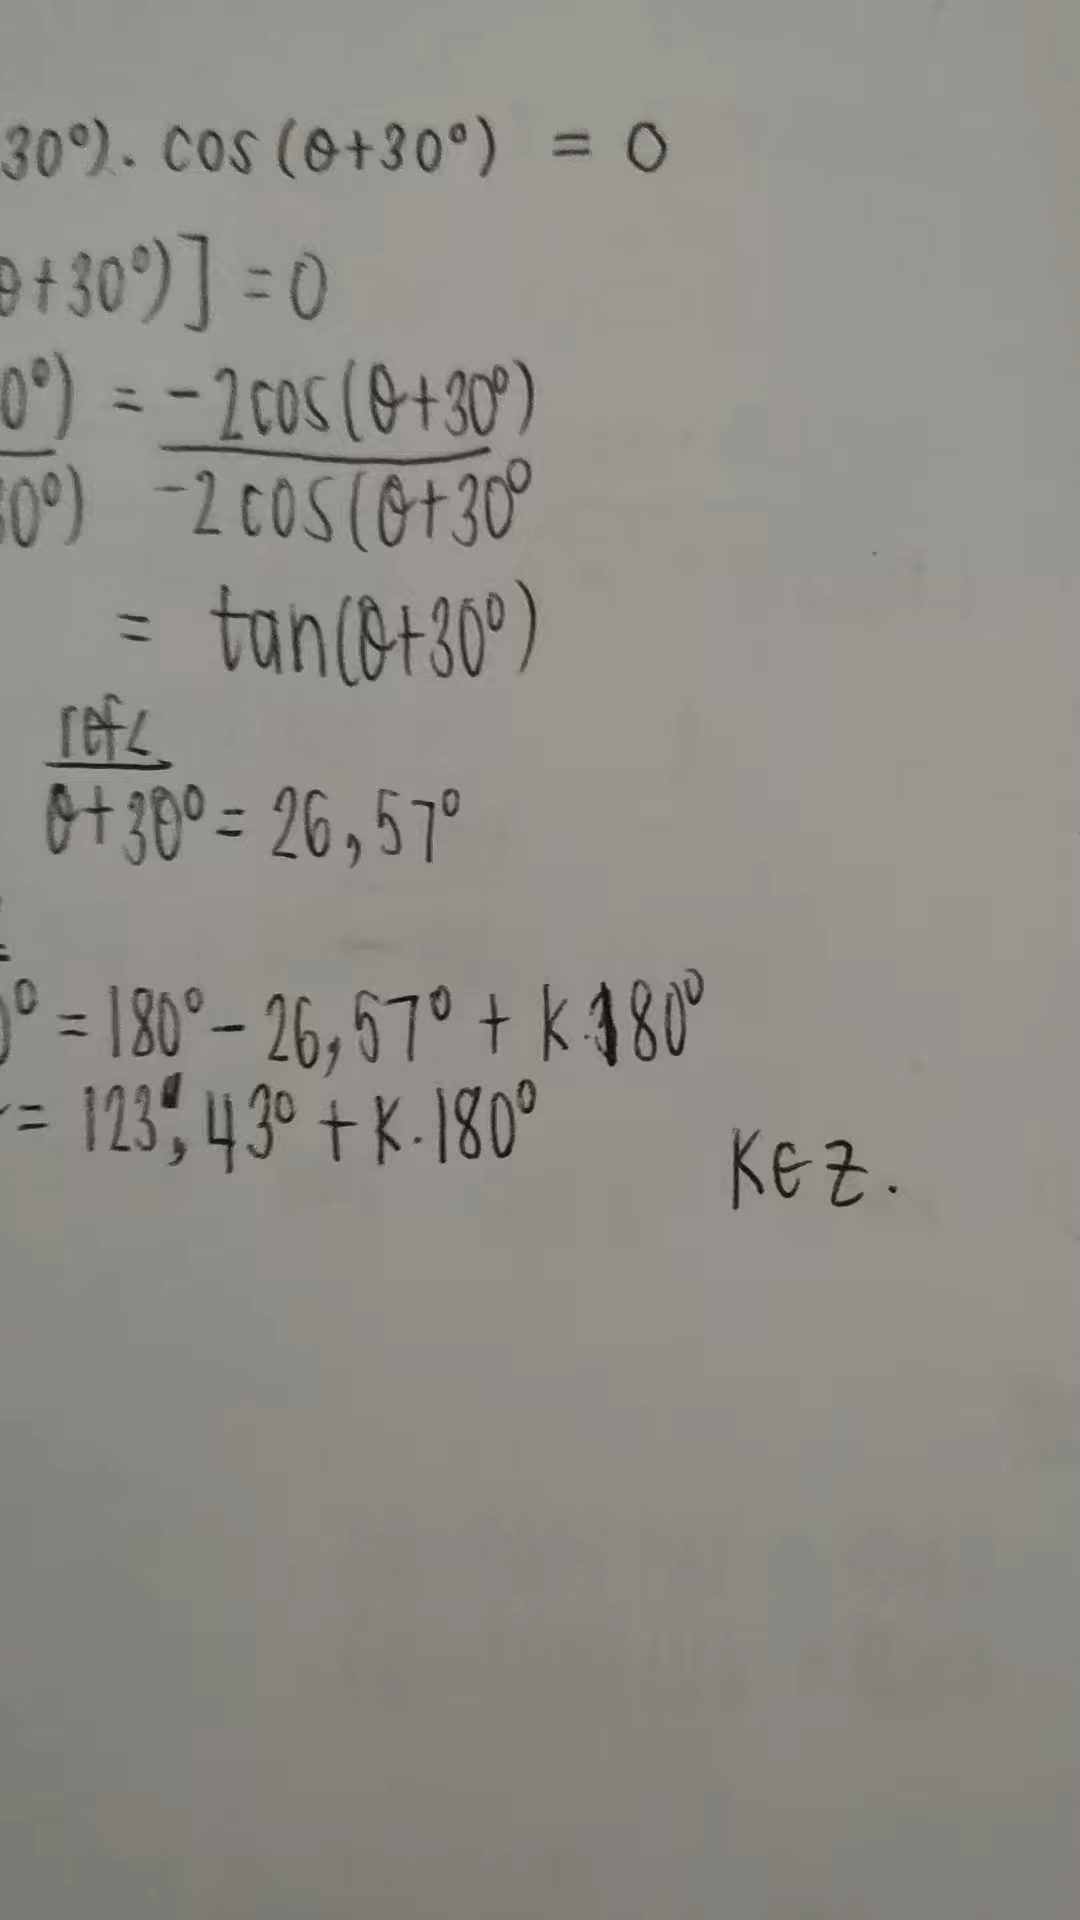 30°). cos(θ+30°) = 0
θ+30°)] = 0
0°) = -2cos(θ+30°)
30°) -2cos(θ+30°
= tan(θ+30°)
ref<
θ+30° = 26,57°
0° = 180° - 26,57° + K.180°
= 123,43° + K.180°
K∈Z.